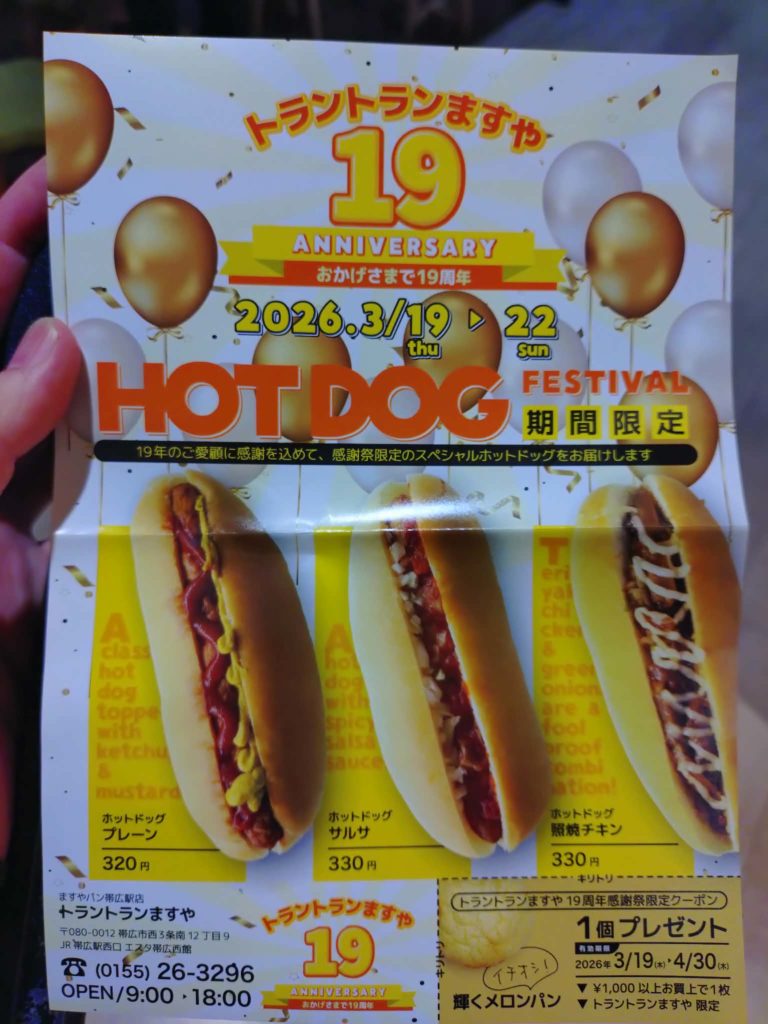 トラントランますや
19
ANNIVERSARY
おかげさまで19周年
2026.3/19 ▶ 22
thu sun
HOT DOG FESTIVAL
期間限定
19年のご愛顧に感謝を込めて、感謝祭限定のスペシャルホットドッグをお届けします
A
class
hot
dog
toppe
with
ketchu
&
mustard
ホットドッグ
プレーン
320円
A
hot
dog
with
spicy
salsa
sauce
ホットドッグ
サルサ
330円
T
eri
yaki
chi
cken
&
green
onion
are a
fool
proof
combi
nation!
ホットドッグ
照焼チキン
330円
ますやパン帯広駅店
トラントランますや
〒080-0012 帯広市西3条南12丁目9
JR帯広駅西口 エスタ帯広西館
☎ (0155) 26-3296
OPEN/9:00▸18:00
トラントランますや
19
ANNIVERSARY
おかげさまで19周年
キリトリ
キリトリ
トラントランますや 19周年感謝祭限定クーポン
1個プレゼント
有効期限
2026年 3/19(木)▸4/30(木)
イチオシ!
輝くメロンパン
▼ ¥1,000以上お買上で1枚
▼ トラントランますや 限定